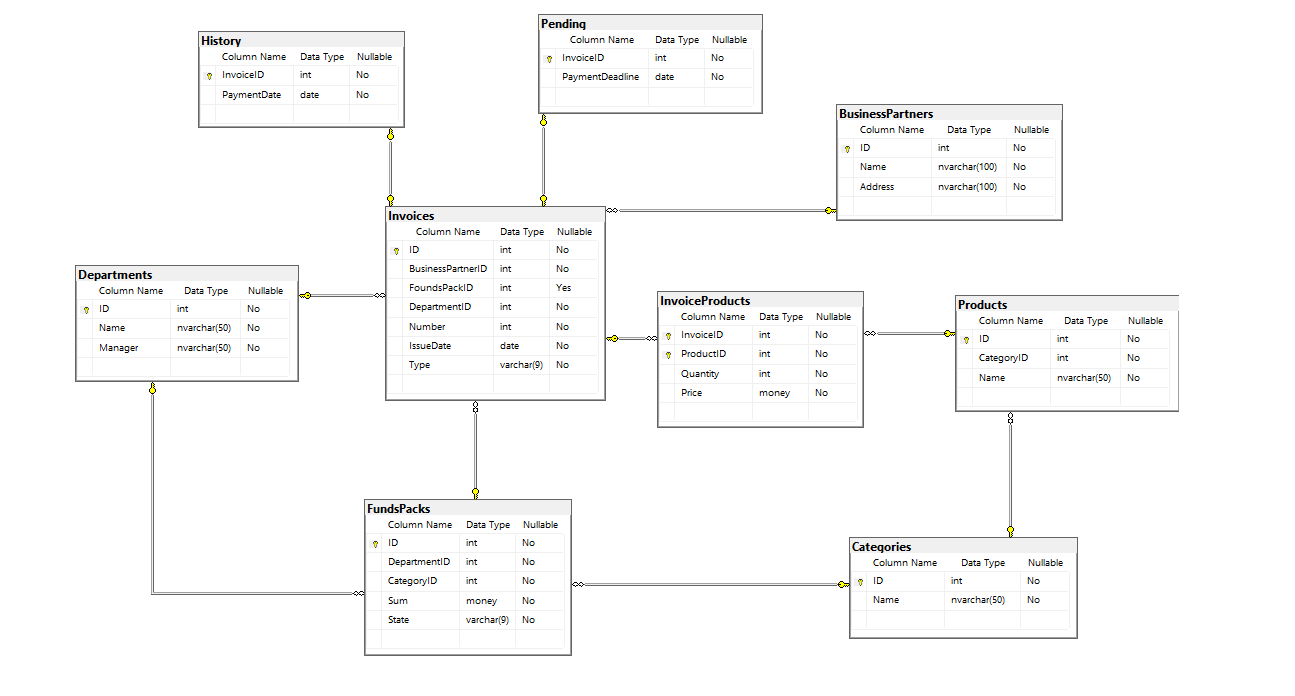 History
Column Name Data Type Nullable
InvoiceID int No
PaymentDate date No
Pending
Column Name Data Type Nullable
InvoiceID int No
PaymentDeadline date No
BusinessPartners
Column Name Data Type Nullable
ID int No
Name nvarchar(100) No
Address nvarchar(100) No
Invoices
Column Name Data Type Nullable
ID int No
BusinessPartnerID int No
FoundsPackID int Yes
DepartmentID int No
Number int No
IssueDate date No
Type varchar(9) No
Departments
Column Name Data Type Nullable
ID int No
Name nvarchar(50) No
Manager nvarchar(50) No
InvoiceProducts
Column Name Data Type Nullable
InvoiceID int No
ProductID int No
Quantity int No
Price money No
Products
Column Name Data Type Nullable
ID int No
CategoryID int No
Name nvarchar(50) No
FundsPacks
Column Name Data Type Nullable
ID int No
DepartmentID int No
CategoryID int No
Sum money No
State varchar(9) No
Categories
Column Name Data Type Nullable
ID int No
Name nvarchar(50) No